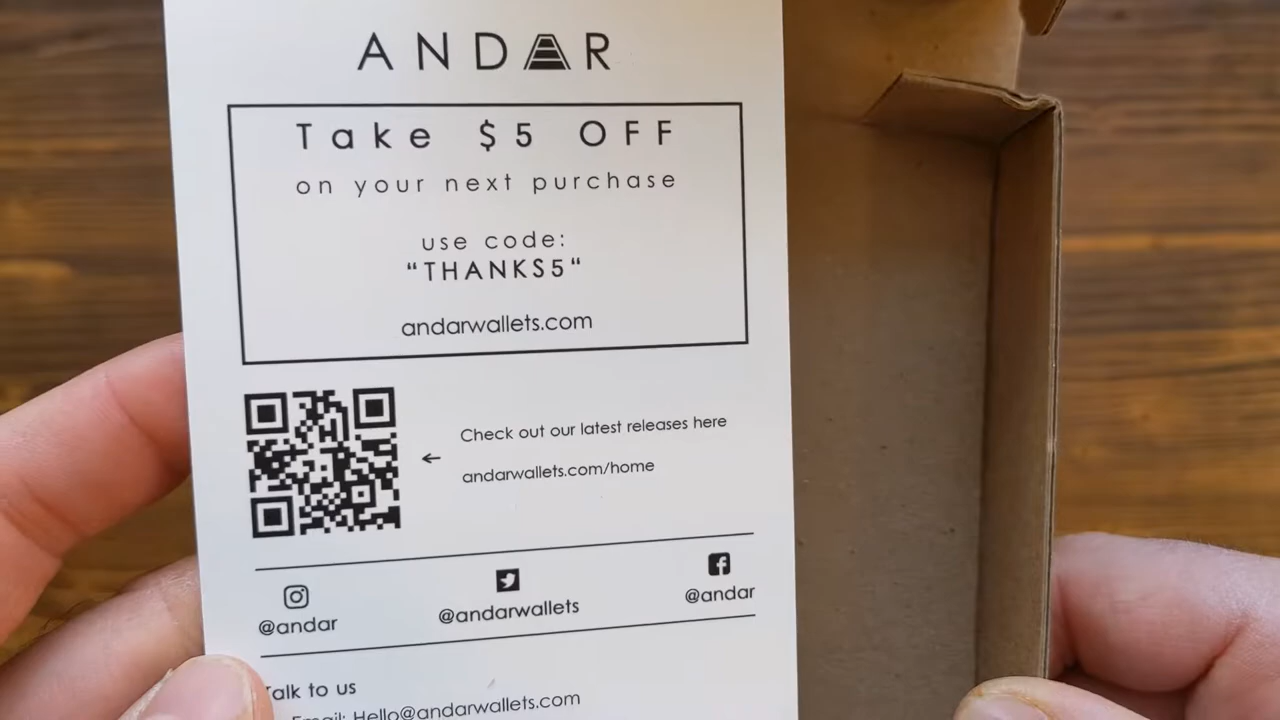 ANDAR
Take $5 OFF
on your next purchase
use code:
“THANKS5“
andarwallets.com
Check out our latest releases here
andarwallets.com/home
@andar
@andarwallets
@andar
Talk to us
Email: Hello@andarwallets.com